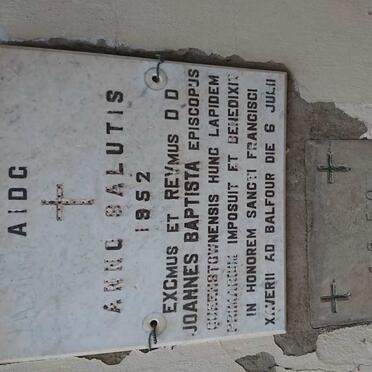 AIDG
ANNO SALUTIS
1952
EXCMUS ET REVMUS D D
JOANNES BAPTISTA EPISCOPUS
QUEENSTOWNENSIS HUNC LAPIDEM
PRIMARIUM IMPOSUIT ET BENEDIXIT
IN HONOREM SANCTI FRANCISCI
XAVERII AD BALFOUR DIE 6 JULII